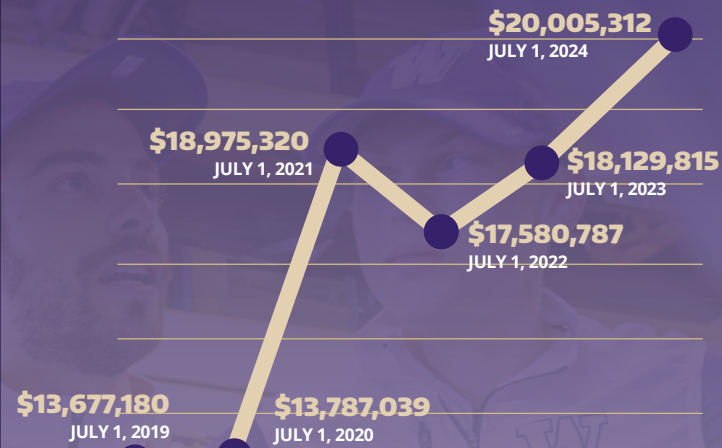 $20,005,312
JULY 1, 2024
$18,975,320
JULY 1, 2021
$18,129,815
JULY 1, 2023
$17,580,787
JULY 1, 2022
$13,677,180
JULY 1, 2019
$13,787,039
JULY 1, 2020
W
W